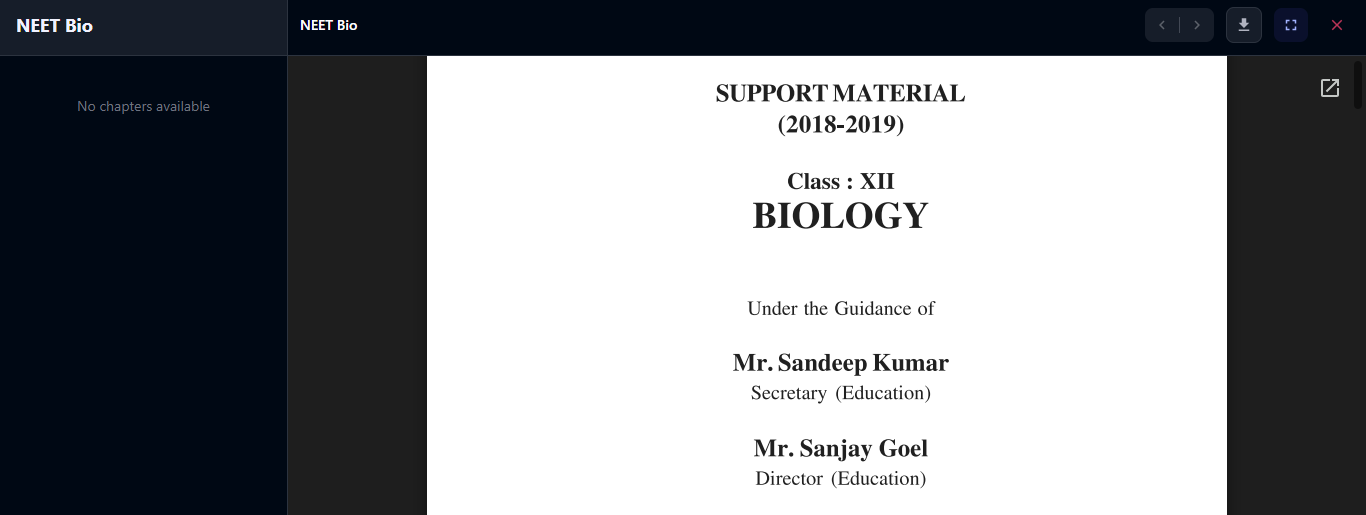 NEET Bio
NEET Bio
No chapters available
SUPPORT MATERIAL
(2018-2019)
Class : XII
BIOLOGY
Under the Guidance of
Mr. Sandeep Kumar
Secretary (Education)
Mr. Sanjay Goel
Director (Education)